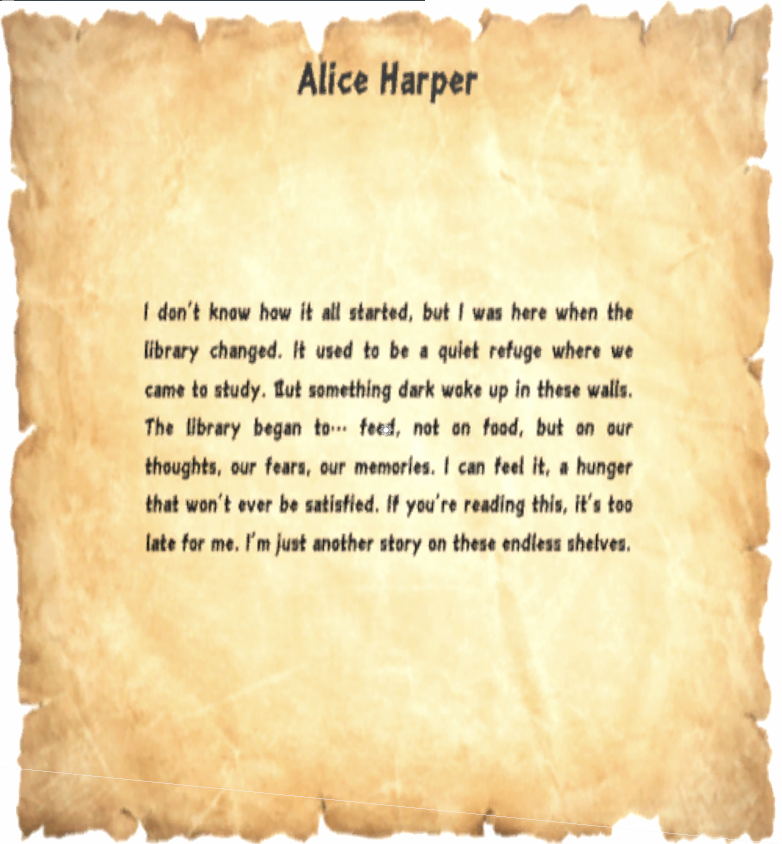 Alice Harper
I don't know how it all started, but I was here when the
library changed. It used to be a quiet refuge where we
came to study. But something dark woke up in these walls.
The library began to... feed, not on food, but on our
thoughts, our fears, our memories. I can feel it, a hunger
that won't ever be satisfied. If you're reading this, it's too
late for me. I'm just another story on these endless shelves.